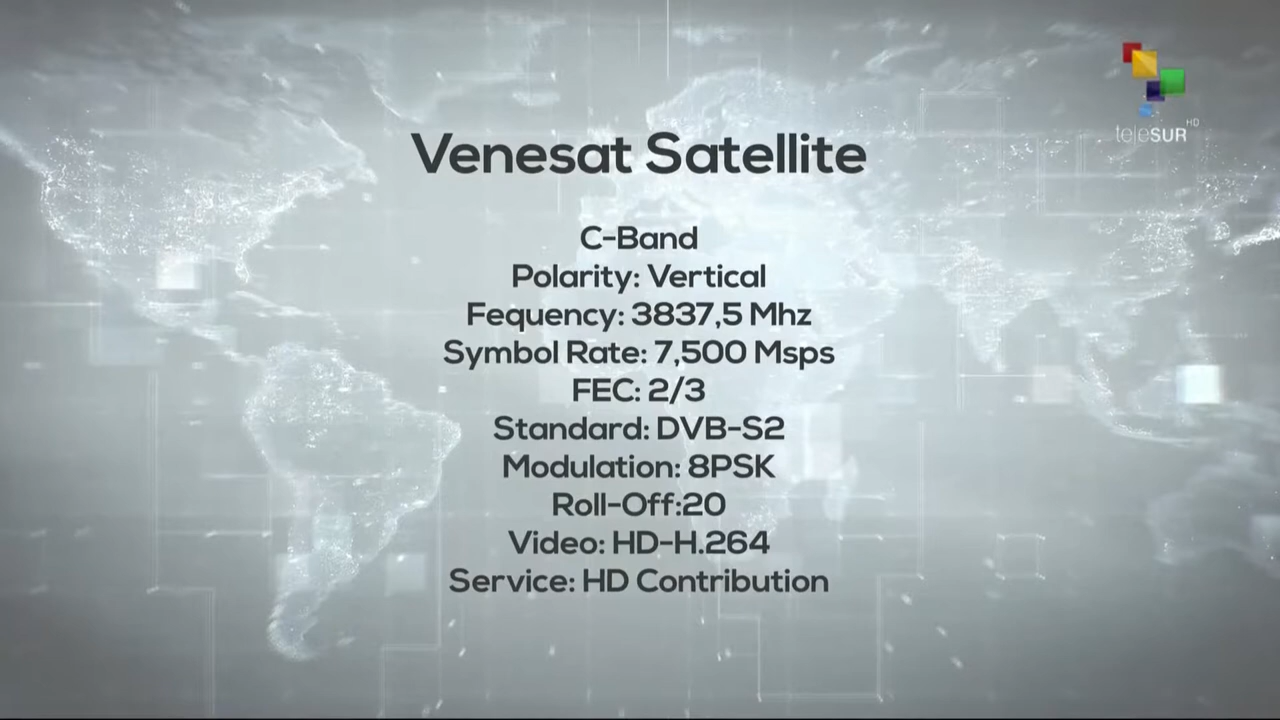 Venesat Satellite
C-Band
Polarity: Vertical
Fequency: 3837,5 Mhz
Symbol Rate: 7,500 Msps
FEC: 2/3
Standard: DVB-S2
Modulation: 8PSK
Roll-Off:20
Video: HD-H.264
Service: HD Contribution
teleSUR HD